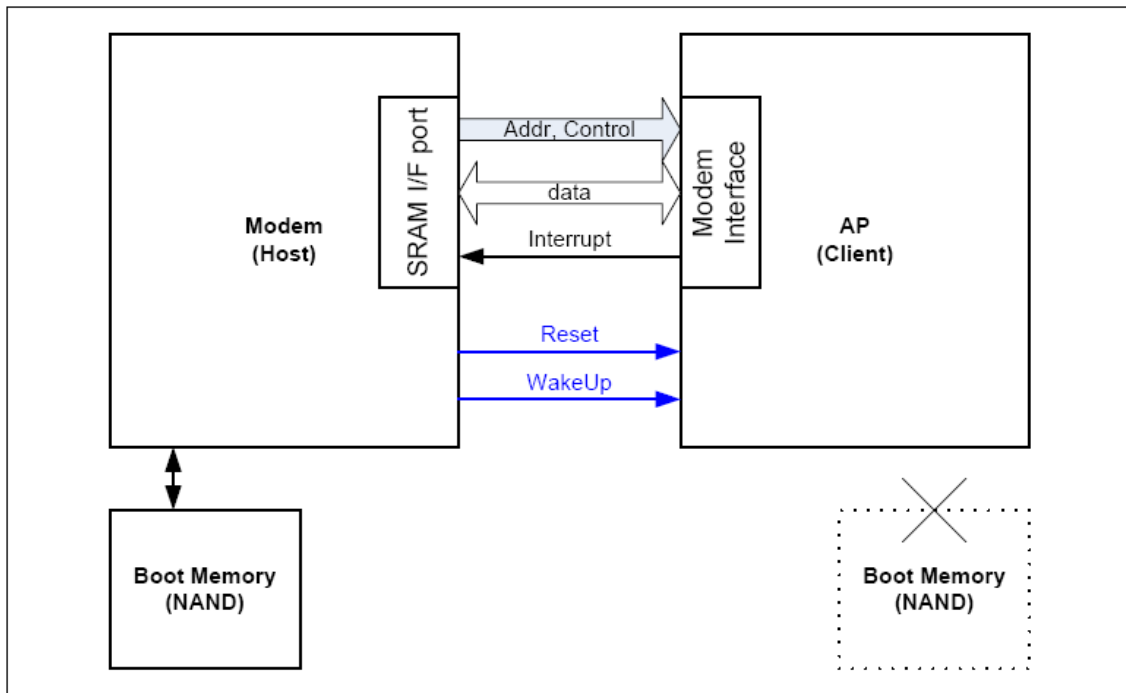 Addr, Control
SRAM I/F port
Modem
Interface
data
Modem
(Host)
AP
(Client)
Interrupt
Reset
WakeUp
Boot Memory
(NAND)
Boot Memory
(NAND)